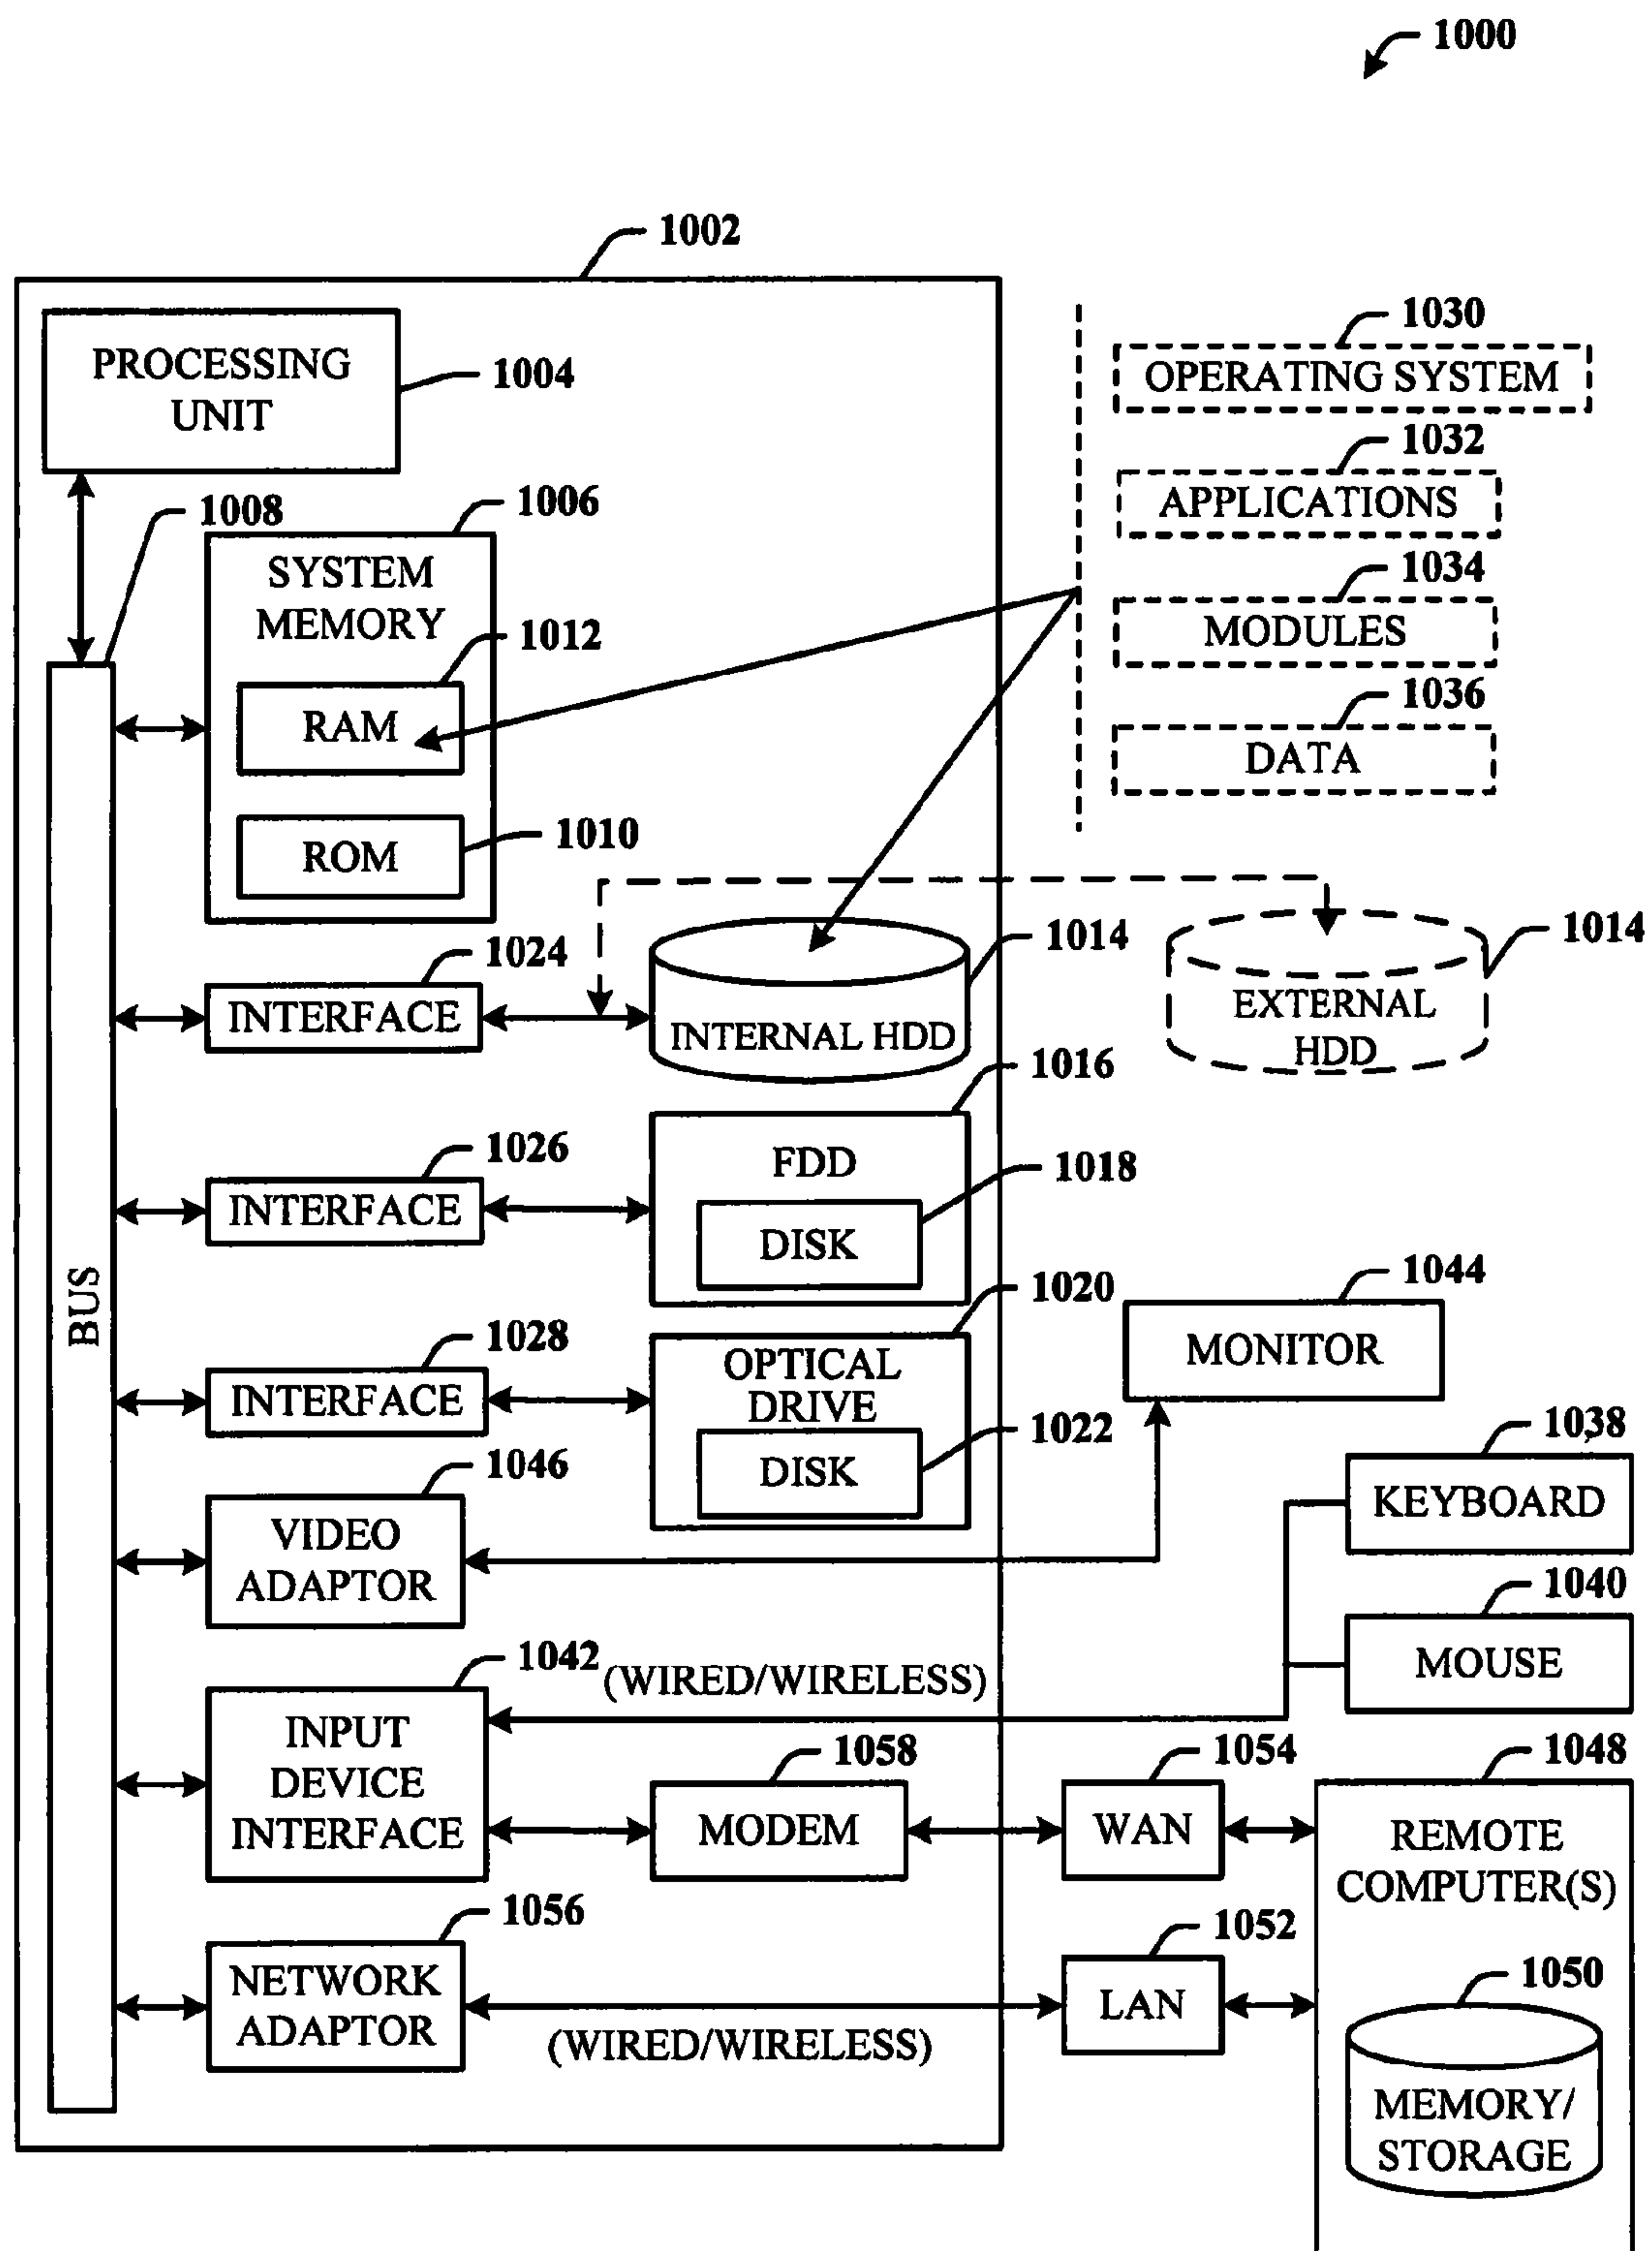 1000
1002
PROCESSING
UNIT
1004
1030
OPERATING SYSTEM
1032
APPLICATIONS
1034
MODULES
1036
DATA
1008
1006
SYSTEM
MEMORY
1012
RAM
1010
ROM
BUS
1024
INTERFACE
1014
INTERNAL HDD
1014
EXTERNAL
HDD
1026
INTERFACE
1016
FDD
1018
DISK
1028
INTERFACE
1020
OPTICAL
DRIVE
1022
DISK
1044
MONITOR
1046
VIDEO
ADAPTOR
1038
KEYBOARD
1040
MOUSE
1042
(WIRED/WIRELESS)
INPUT
DEVICE
INTERFACE
1058
MODEM
1054
WAN
1048
REMOTE
COMPUTER(S)
1056
NETWORK
ADAPTOR
(WIRED/WIRELESS)
1052
LAN
1050
MEMORY/
STORAGE